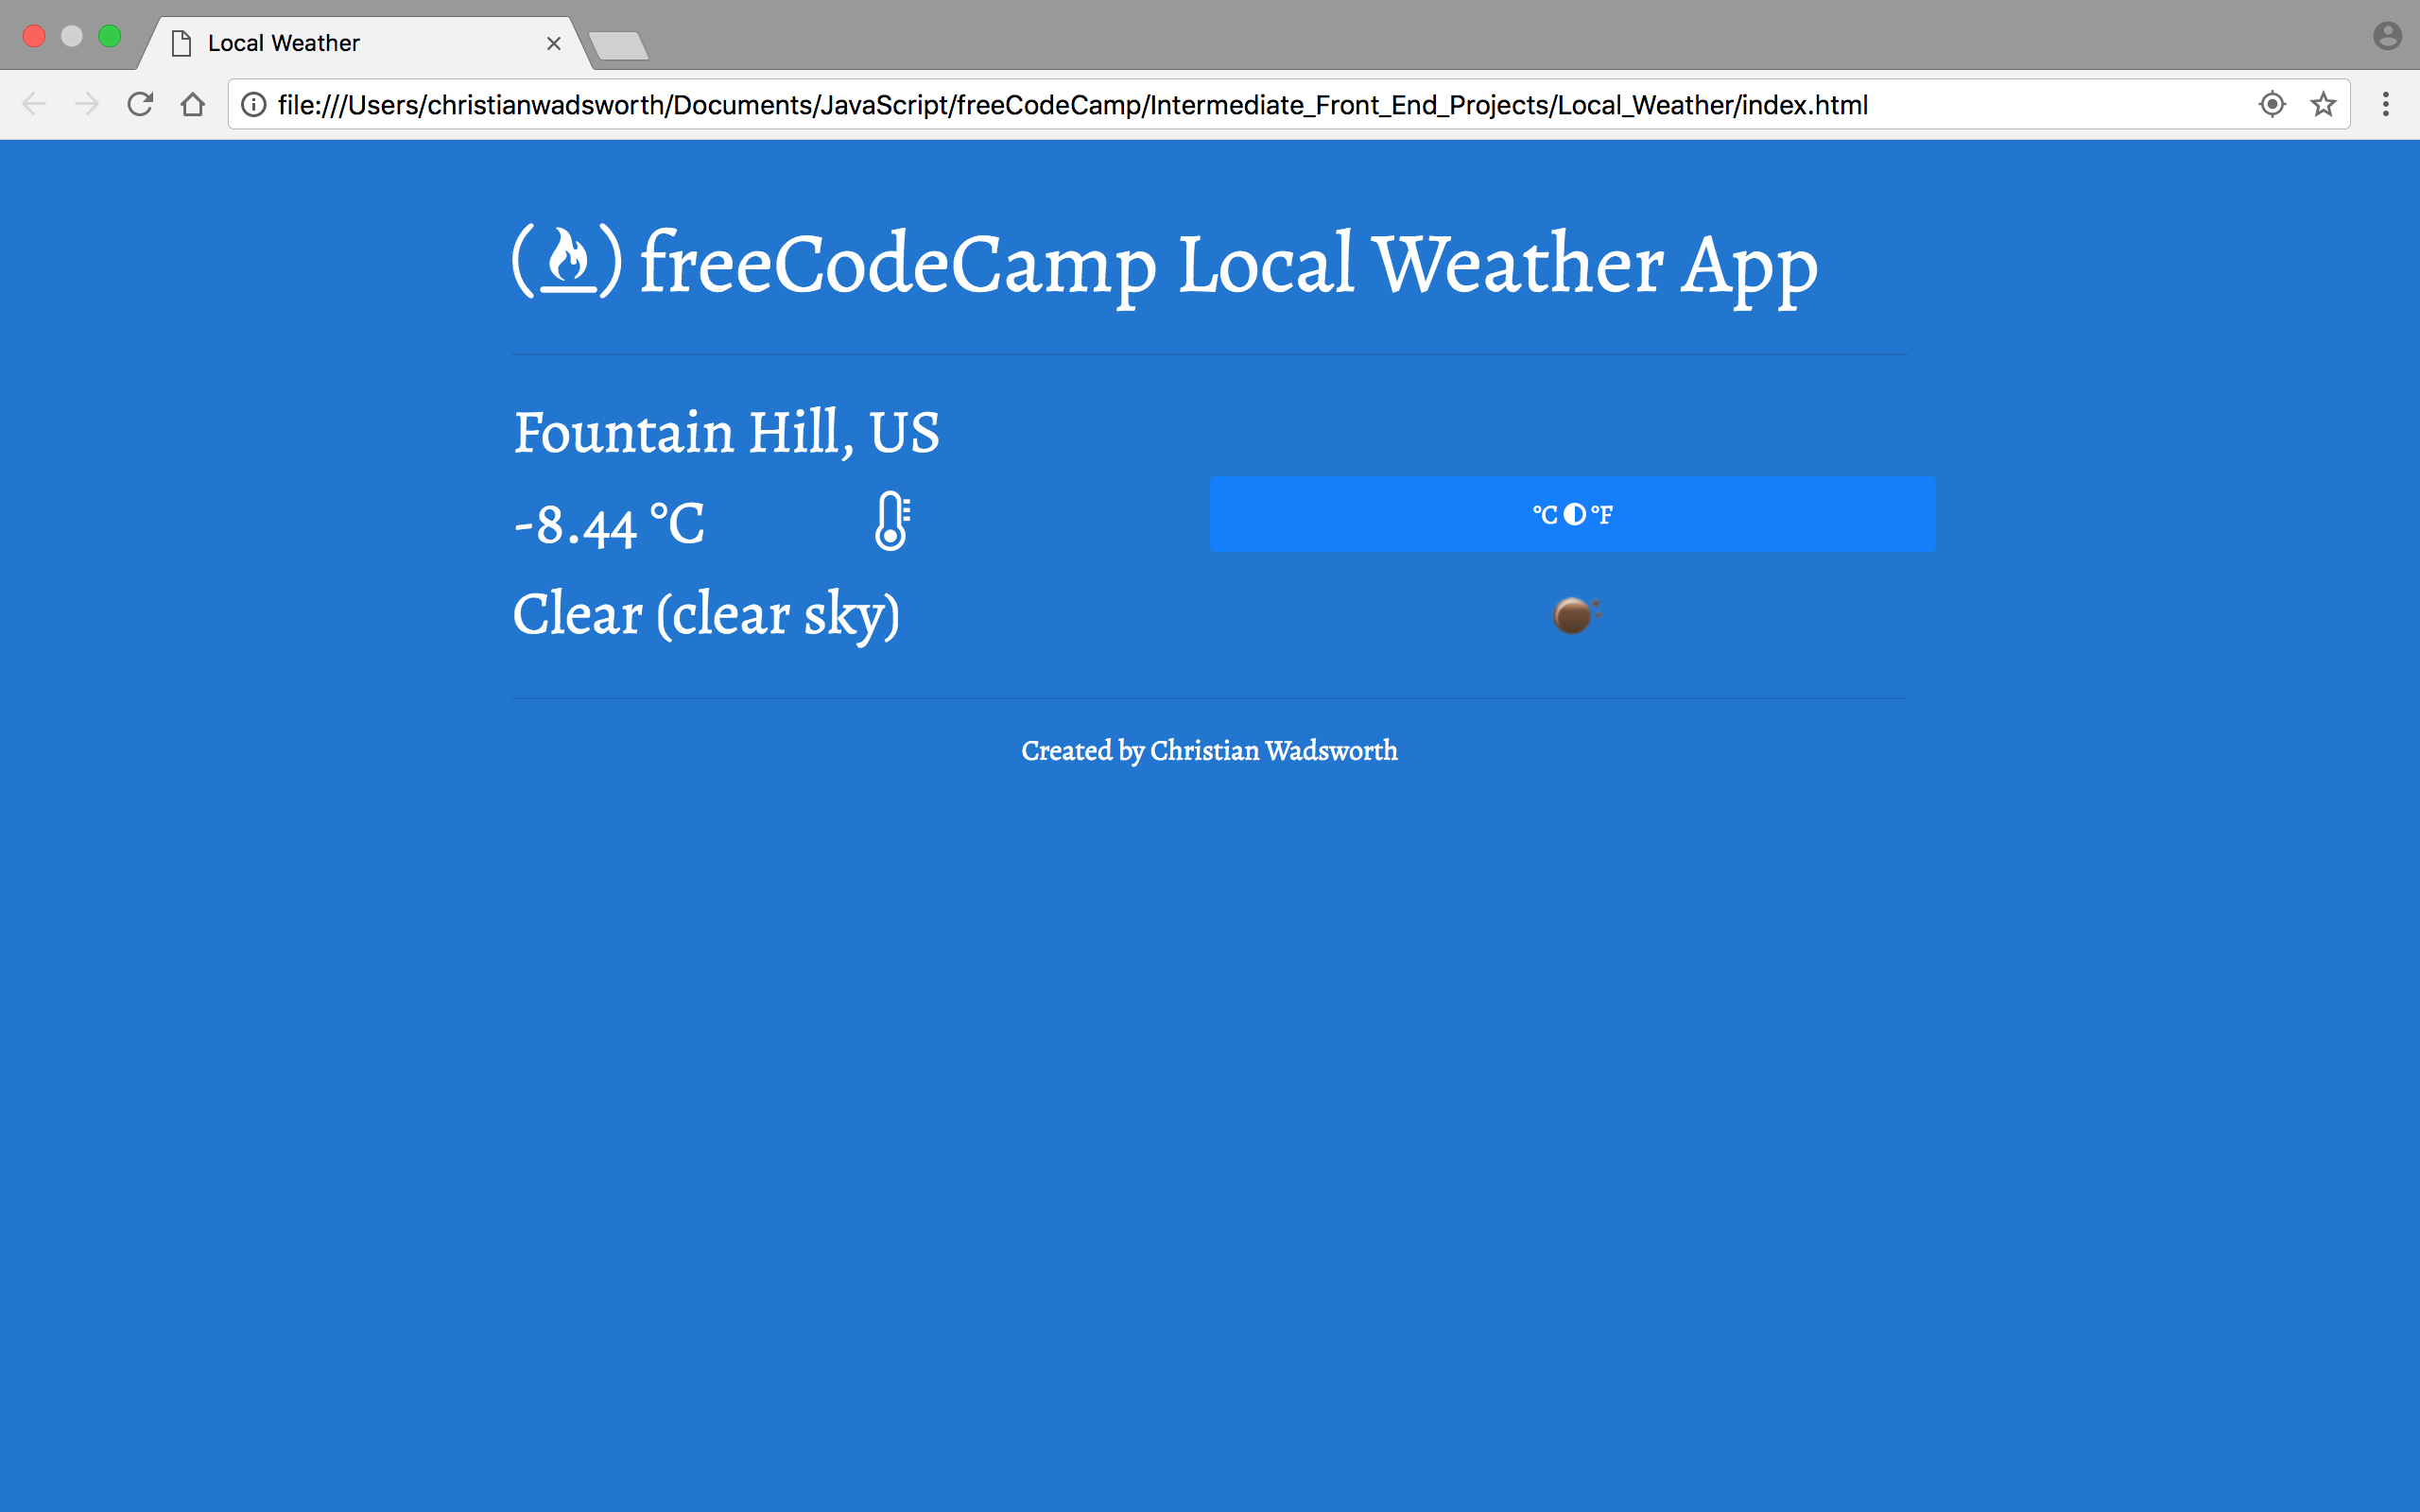 Local Weather
file:///Users/christianwadsworth/Documents/JavaScript/freeCodeCamp/Intermediate_Front_End_Projects/Local_Weather/index.html
freeCodeCamp Local Weather App
Fountain Hill, US
-8.44 °C
°C °F
Clear (clear sky)
Created by Christian Wadsworth